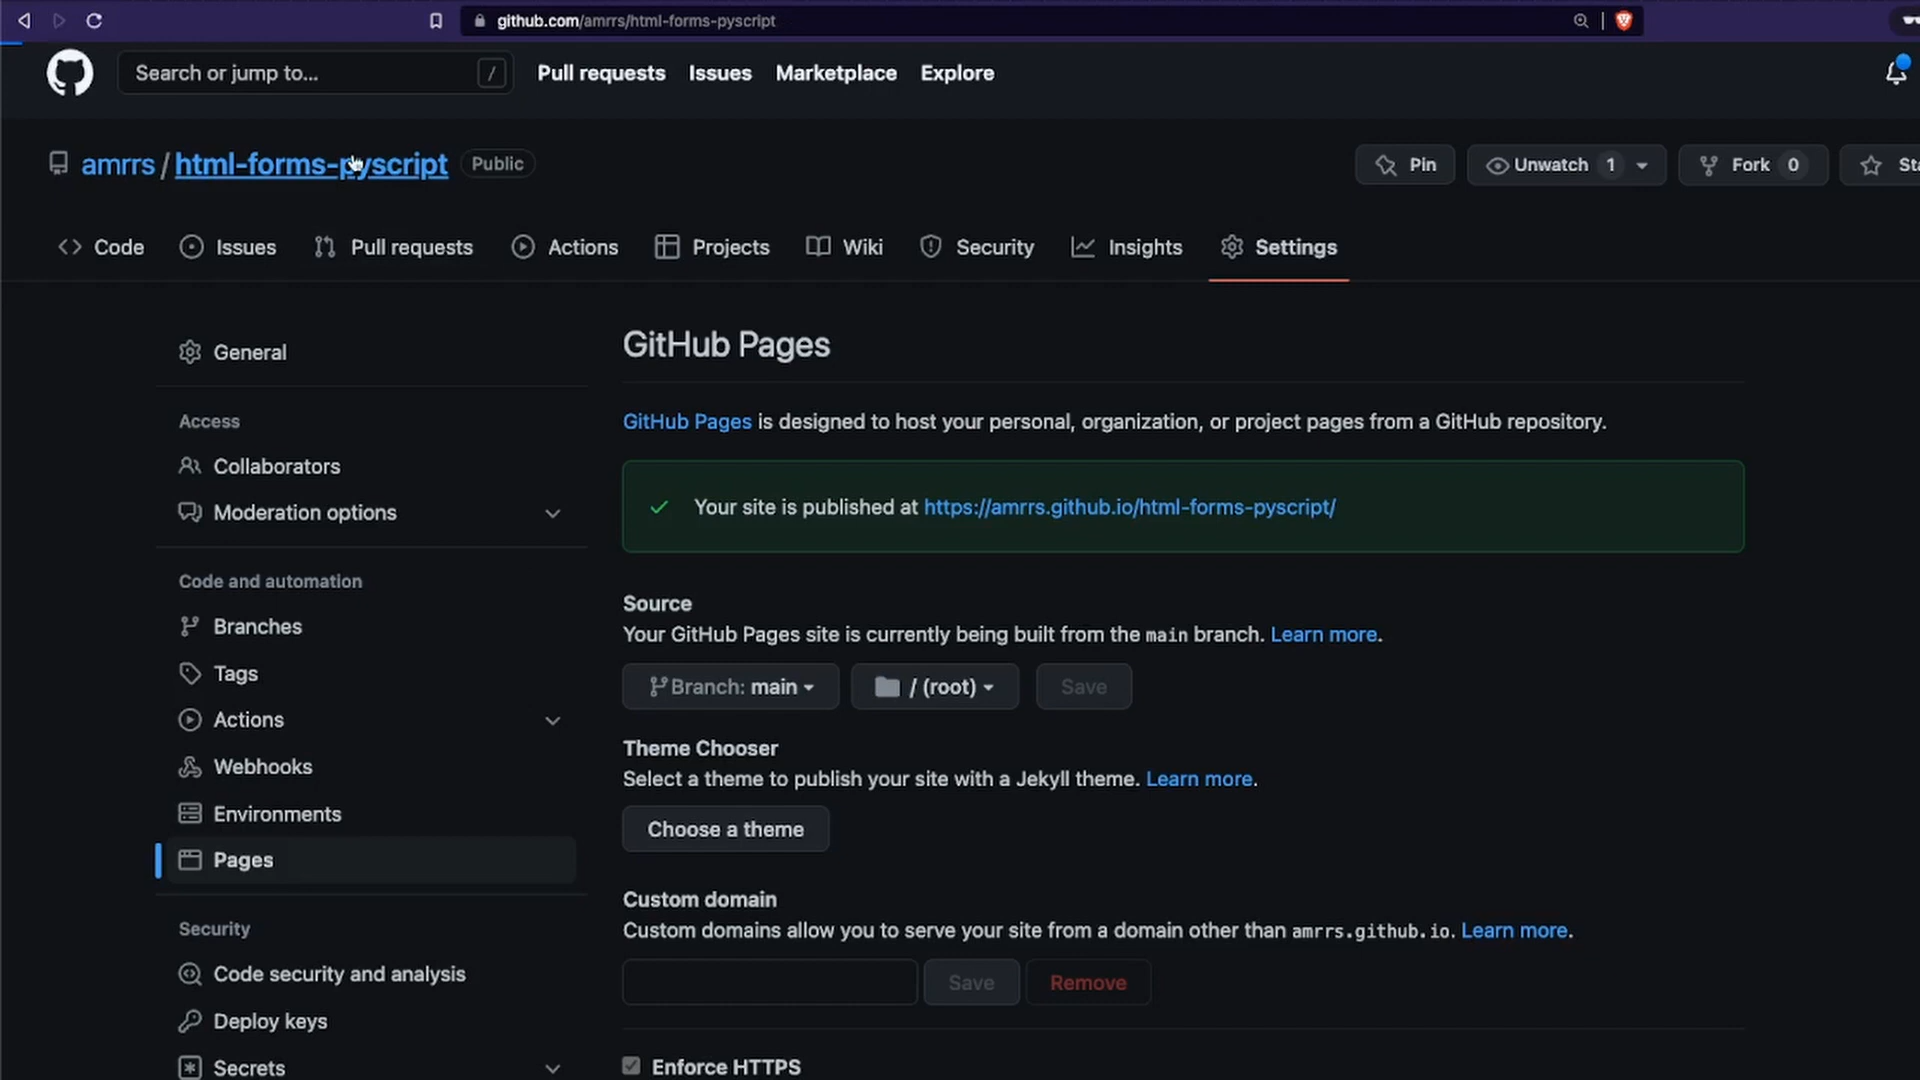 github.com/amrrs/html-forms-pyscript
Search or jump to... /
Pull requests Issues Marketplace Explore
amrrs / html-forms-pyscript Public
Pin Unwatch 1 Fork 0
Code Issues Pull requests Actions Projects Wiki Security Insights Settings
General
Access
Collaborators
Moderation options
Code and automation
Branches
Tags
Actions
Webhooks
Environments
Pages
Security
Code security and analysis
Deploy keys
Secrets
GitHub Pages
GitHub Pages is designed to host your personal, organization, or project pages from a GitHub repository.
Your site is published at https://amrrs.github.io/html-forms-pyscript/
Source
Your GitHub Pages site is currently being built from the main branch. Learn more.
Branch: main / (root) Save
Theme Chooser
Select a theme to publish your site with a Jekyll theme. Learn more.
Choose a theme
Custom domain
Custom domains allow you to serve your site from a domain other than amrrs.github.io. Learn more.
Save Remove
Enforce HTTPS